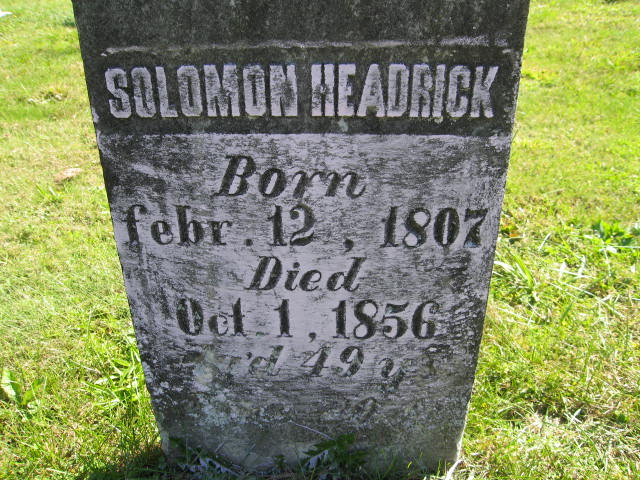 SOLOMON HEADRICK
Born
febr. 12, 1807
Died
Oct 1, 1856
49 y